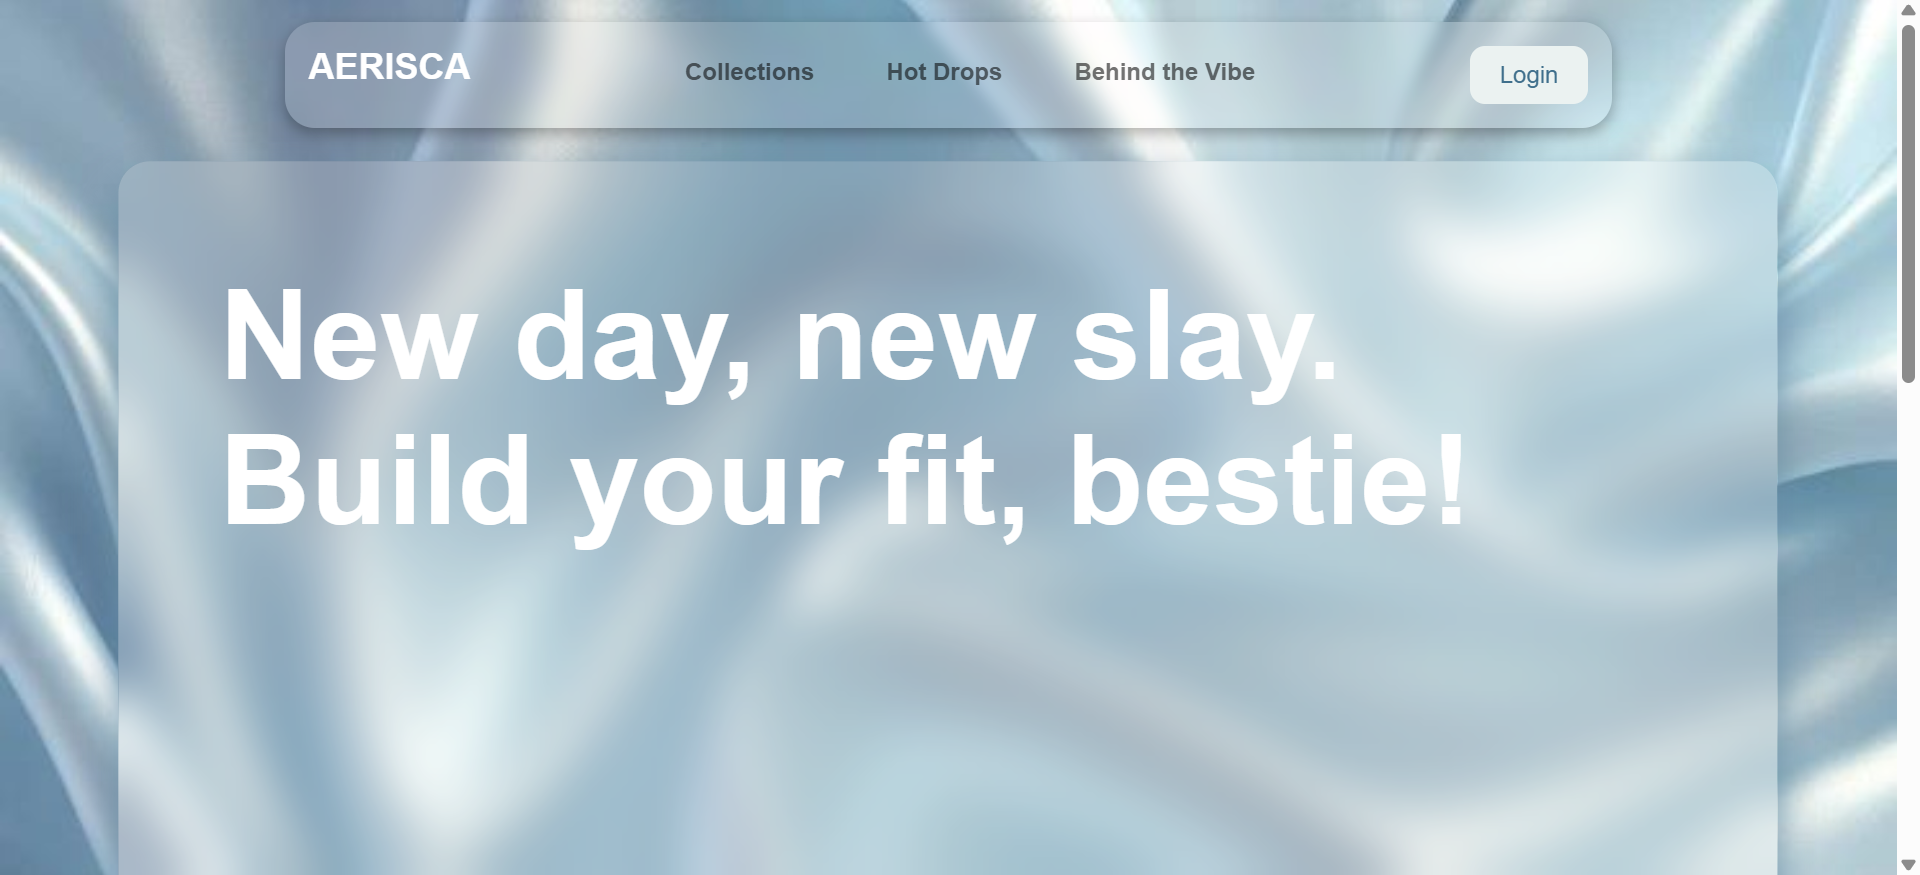 AERISCA
Collections
Hot Drops
Behind the Vibe
Login
New day, new slay.
Build your fit, bestie!